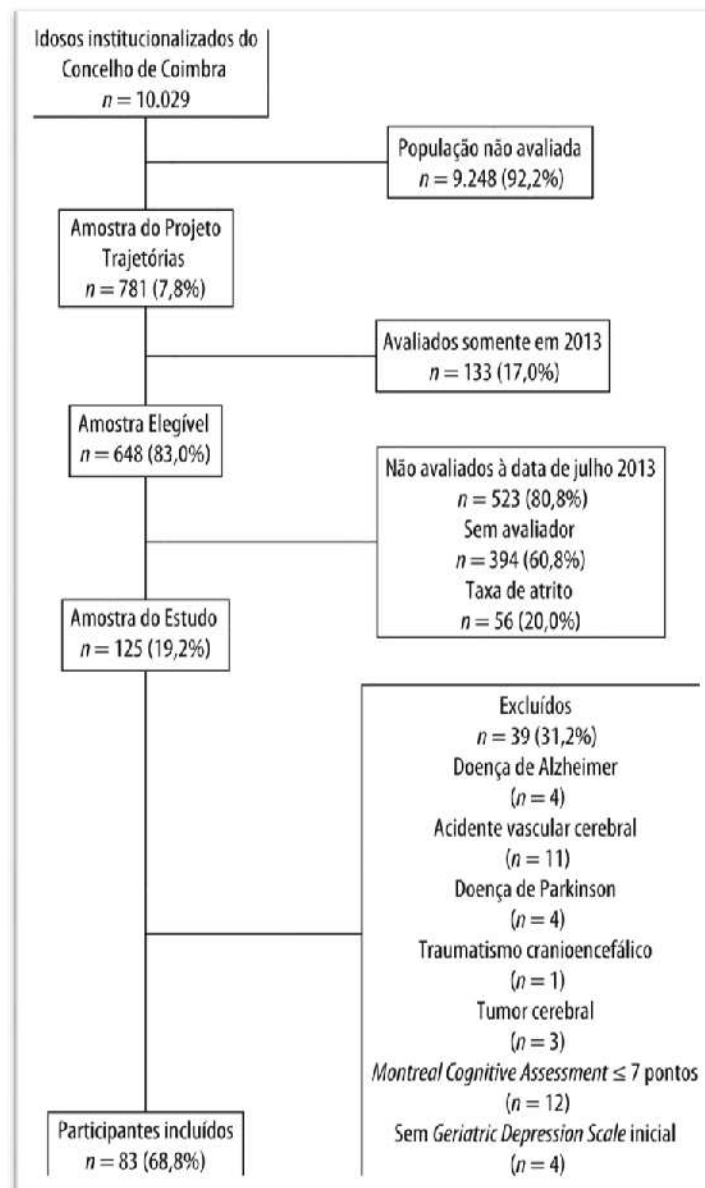 Idosos institucionalizados do
Concelho de Coimbra
n = 10.029
População não avaliada
n = 9.248 (92,2%)
Amostra do Projeto
Trajetórias
n = 781 (7,8%)
Avaliados somente em 2013
n = 133 (17,0%)
Amostra Elegível
n = 648 (83,0%)
Não avaliados à data de julho 2013
n = 523 (80,8%)
Sem avaliador
n = 394 (60,8%)
Taxa de atrito
n = 56 (20,0%)
Amostra do Estudo
n = 125 (19,2%)
Excluídos
n = 39 (31,2%)
Doença de Alzheimer
(n = 4)
Acidente vascular cerebral
(n = 11)
Doença de Parkinson
(n = 4)
Traumatismo cranioencefálico
(n = 1)
Tumor cerebral
(n = 3)
Montreal Cognitive Assessment ≤ 7 pontos
(n = 12)
Sem Geriatric Depression Scale inicial
(n = 4)
Participantes incluídos
n = 83 (68,8%)